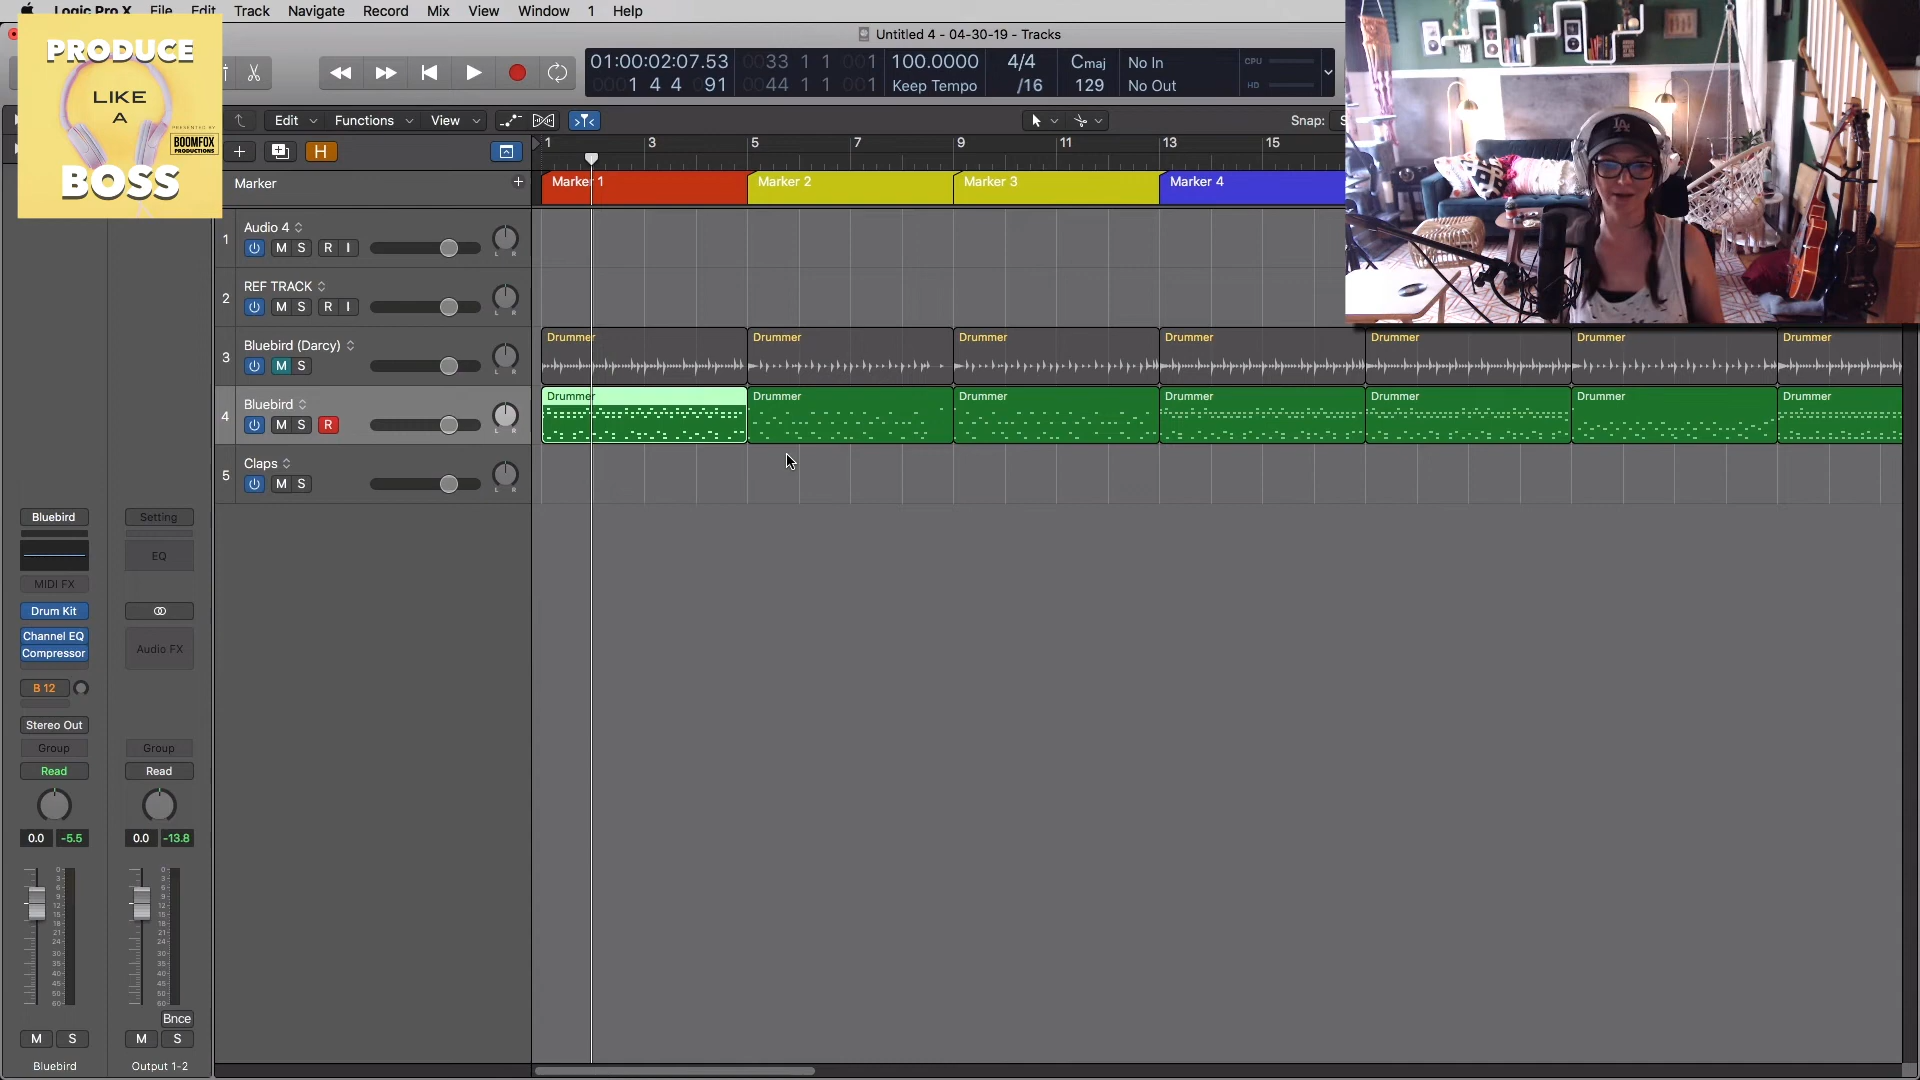 Logic Pro X File Edit Track Navigate Record Mix View Window 1 Help
Untitled 4 - 04-30-19 - Tracks
PRODUCE
LIKE
A
BOSS
PRESENTED BY
BOOMFOX
PRODUCTIONS
01:00:02:07.53 0033 1 1 001 100.0000 4/4 Cmaj No In CPU
0001 4 4 091 0044 1 1 001 Keep Tempo /16 129 No Out HD
Edit Functions View Snap: S
H
1 3 5 7 9 11 13 15
Marker
Marker 1 Marker 2 Marker 3 Marker 4
1 Audio 4
M S R I
L R
2 REF TRACK
M S R I
L R
3 Bluebird (Darcy)
M S
L R
Drummer Drummer Drummer Drummer Drummer Drummer Drummer
4 Bluebird
M S R
L R
Drummer Drummer Drummer Drummer Drummer Drummer Drummer
5 Claps
M S
L R
Bluebird Setting
EQ
MIDI FX
Drum Kit
Channel EQ
Compressor
Audio FX
B 12
Stereo Out
Group Group
Read Read
0.0 -5.5 0.0 -13.8
Bnce
M S M S
Bluebird Output 1-2